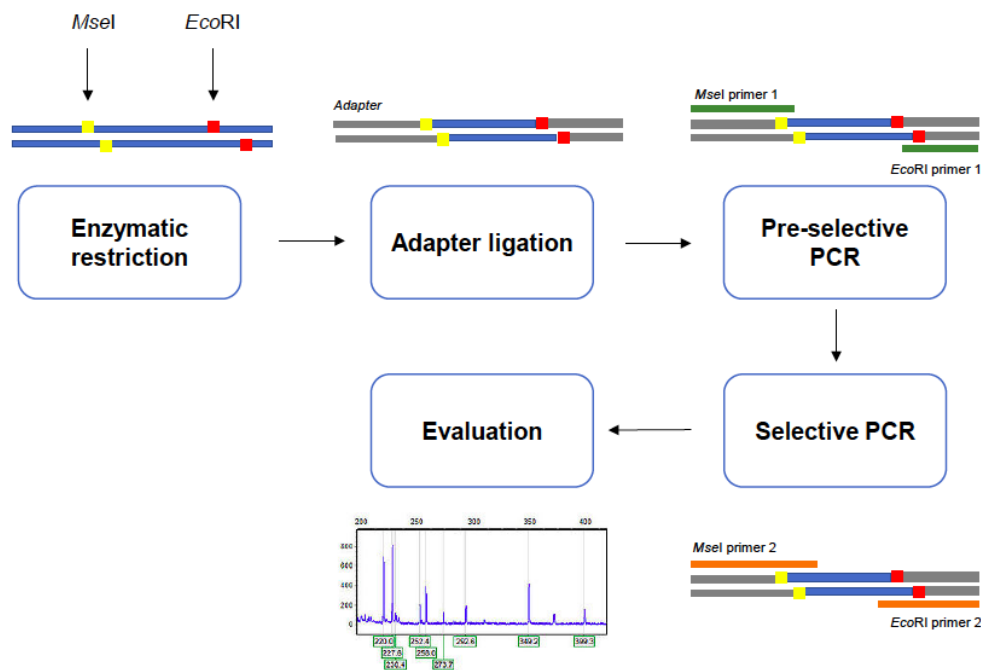 MseI
EcoRI
Adapter
MseI primer 1
EcoRI primer 1
Enzymatic
restriction
Adapter ligation
Pre-selective
PCR
Evaluation
Selective PCR
200 250 300 350 400
800
600
400
200
0
220.0 252.4 292.6 349.2 399.3
227.8 258.0
230.4 273.7
MseI primer 2
EcoRI primer 2